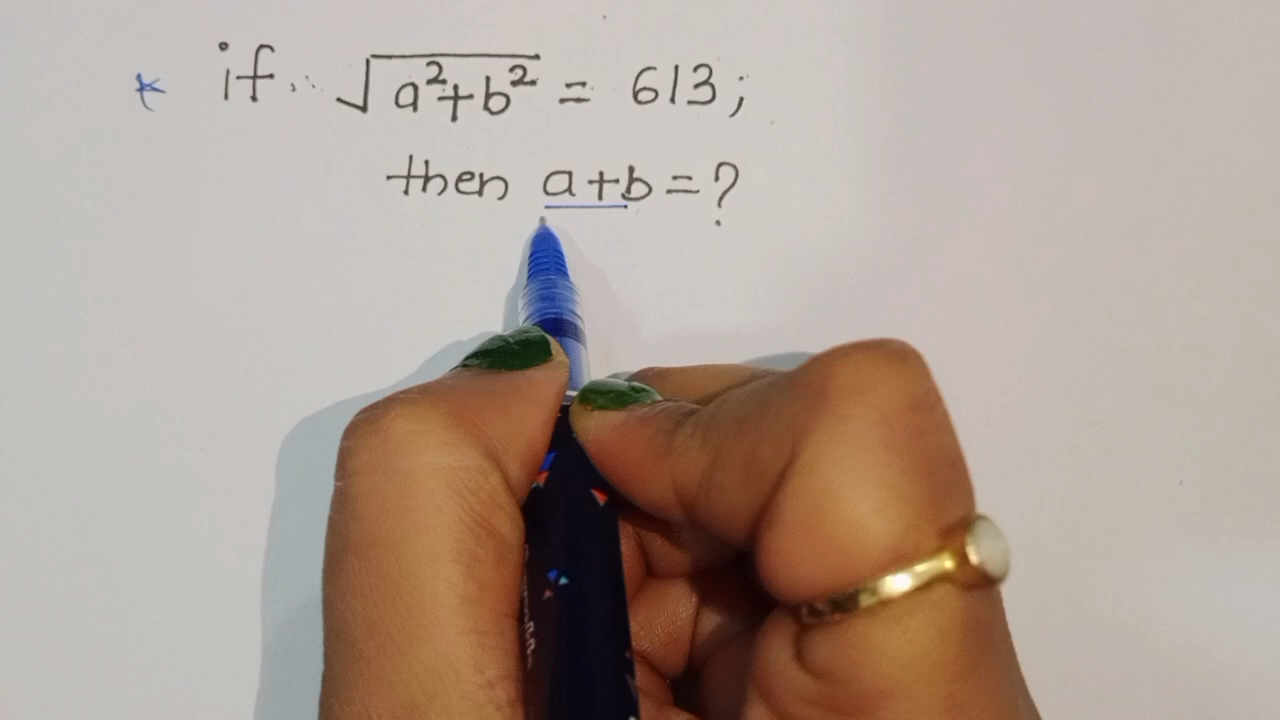 * if √a²+b² = 613;
then a+b=?